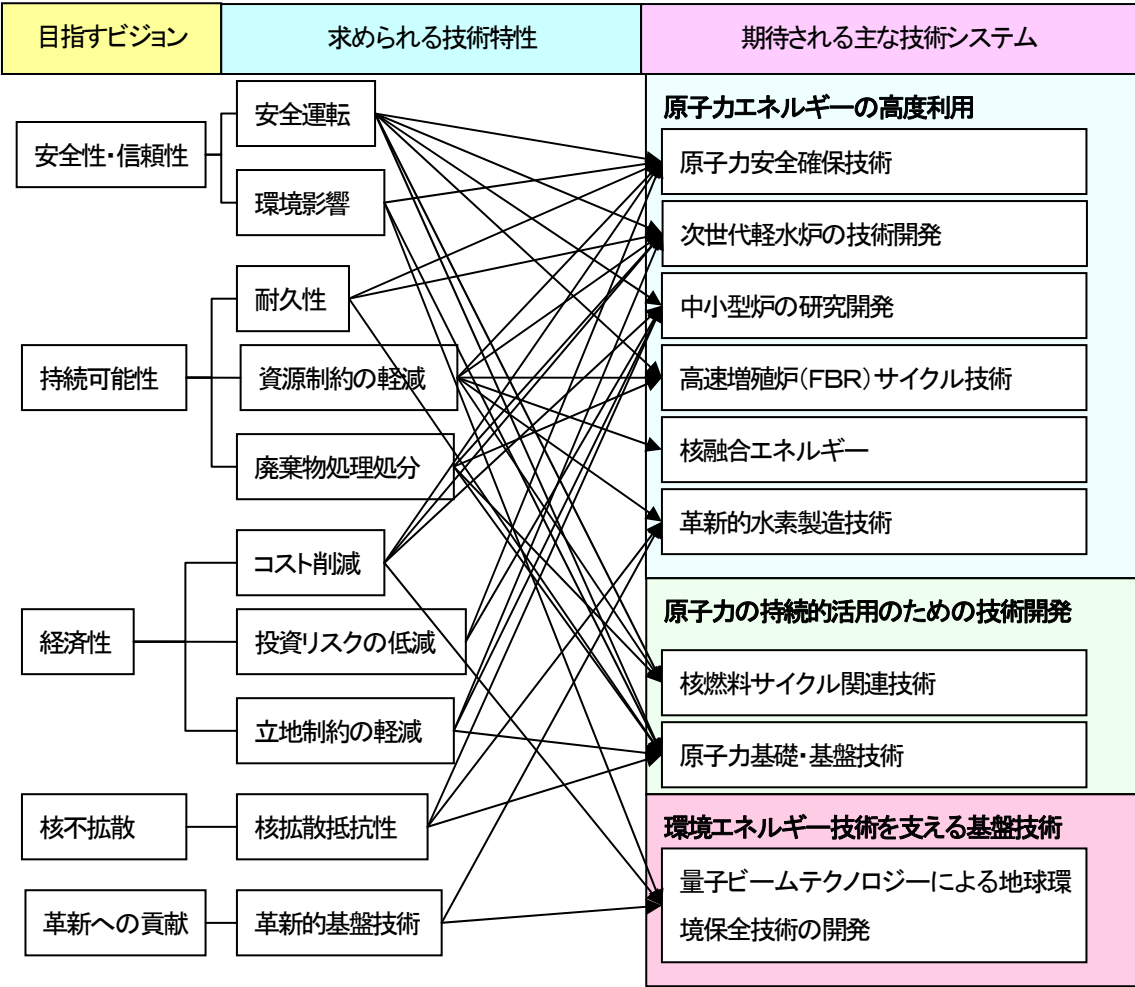 目指すビジョン
求められる技術特性
期待される主な技術システム
安全性・信頼性
持続可能性
経済性
核不拡散
革新への貢献
安全運転
環境影響
耐久性
資源制約の軽減
廃棄物処理処分
コスト削減
投資リスクの低減
立地制約の軽減
核拡散抵抗性
革新的基盤技術
原子力エネルギーの高度利用
原子力安全確保技術
次世代軽水炉の技術開発
中小型炉の研究開発
高速増殖炉(FBR)サイクル技術
核融合エネルギー
革新的水素製造技術
原子力の持続的活用のための技術開発
核燃料サイクル関連技術
原子力基礎・基盤技術
環境エネルギー技術を支える基盤技術
量子ビームテクノロジーによる地球環
境保全技術の開発